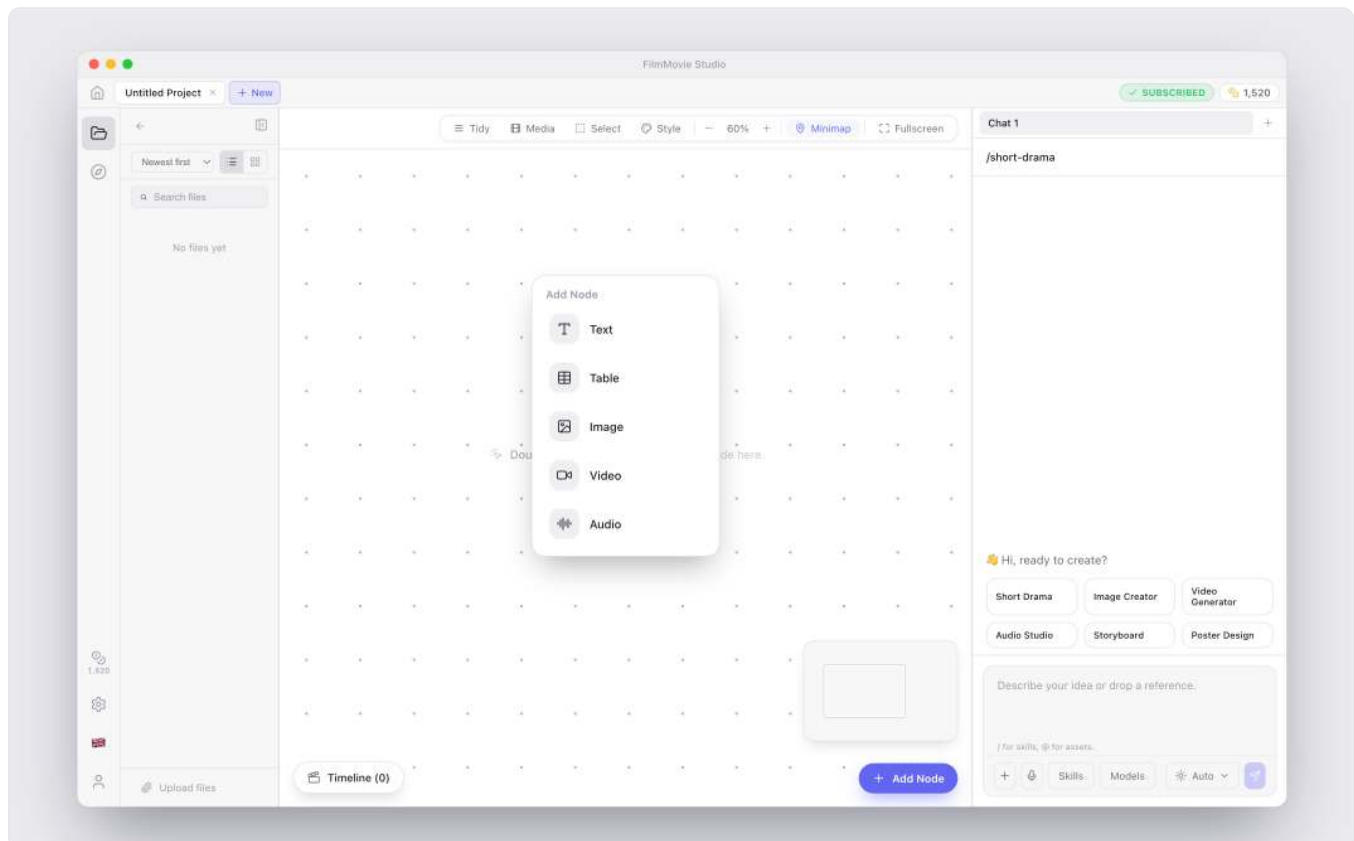 FilmMovie Studio
Untitled Project ×
+ New
✓ SUBSCRIBED
1,520
Newest first
Search files
No files yet
1,520
Upload files
Tidy
Media
Select
Style
− 60% +
Minimap
Fullscreen
Add Node
Text
Table
Image
Video
Audio
Dou
de here.
Timeline (0)
+ Add Node
Chat 1
+
/short-drama
👋 Hi, ready to create?
Short Drama
Image Creator
Video
Generator
Audio Studio
Storyboard
Poster Design
Describe your idea or drop a reference.
/ for skills, @ for assets.
+
Skills
Models
Auto